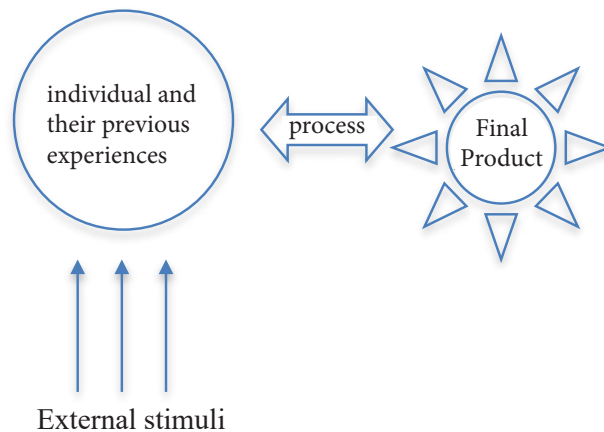 individual and
their previous
experiences
process
Final
Product
External stimuli